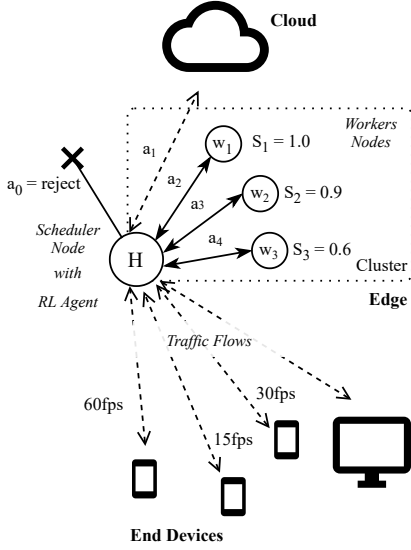 Cloud
Workers
Nodes
a1
w1
S1 = 1.0
a2
a0 = reject
w2
S2 = 0.9
a3
a4
w3
S3 = 0.6
Scheduler
Node
with
RL Agent
H
Cluster
Edge
Traffic Flows
60fps
30fps
15fps
End Devices